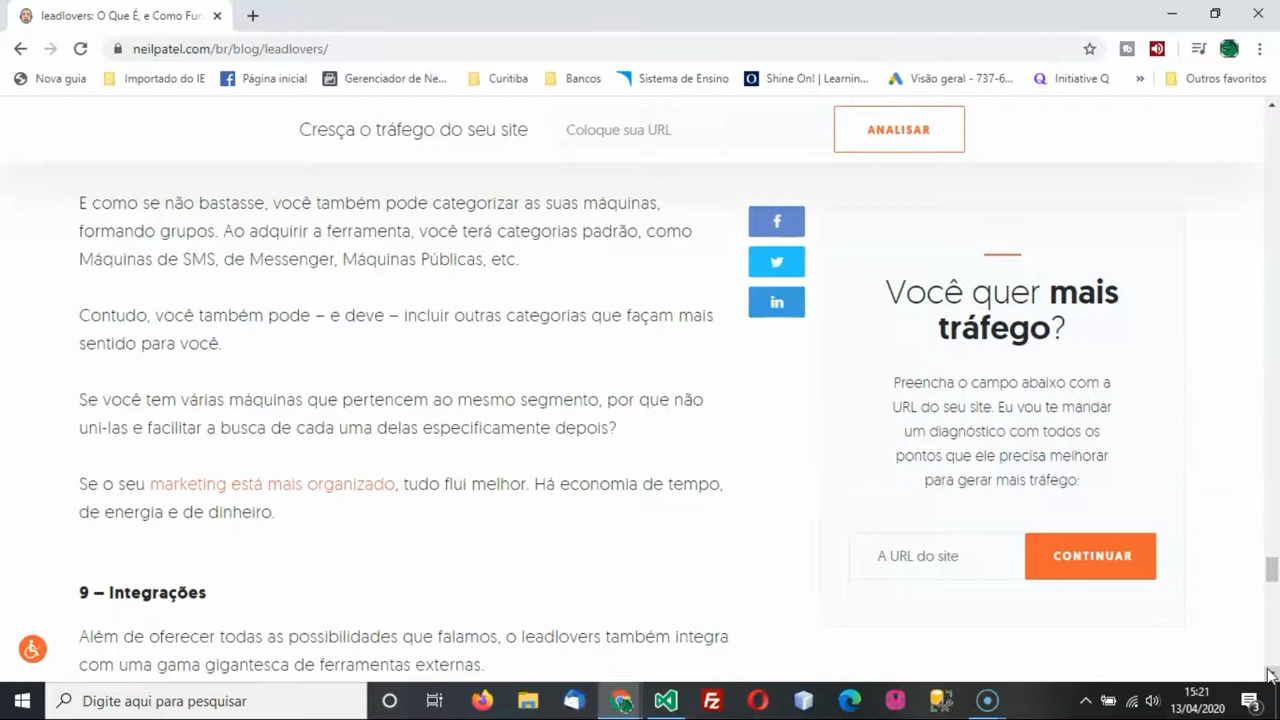 leadlovers: O Que É, e Como Fun
neilpatel.com/br/blog/leadlovers/
Nova guia
Importado do IE
Página inicial
Gerenciador de Ne...
Curitiba
Bancos
Sistema de Ensino
Shine On! | Learnin...
Visão geral - 737-6...
Initiative Q
»
Outros favoritos
Cresça o tráfego do seu site
Coloque sua URL
ANALISAR
E como se não bastasse, você também pode categorizar as suas máquinas,
formando grupos. Ao adquirir a ferramenta, você terá categorias padrão, como
Máquinas de SMS, de Messenger, Máquinas Públicas, etc.
Contudo, você também pode – e deve – incluir outras categorias que façam mais
sentido para você.
Se você tem várias máquinas que pertencem ao mesmo segmento, por que não
uni-las e facilitar a busca de cada uma delas especificamente depois?
Se o seu marketing está mais organizado, tudo flui melhor. Há economia de tempo,
de energia e de dinheiro.
9 – Integrações
Além de oferecer todas as possibilidades que falamos, o leadlovers também integra
com uma gama gigantesca de ferramentas externas.
Você quer mais
tráfego?
Preencha o campo abaixo com a
URL do seu site. Eu vou te mandar
um diagnóstico com todos os
pontos que ele precisa melhorar
para gerar mais tráfego:
A URL do site
CONTINUAR
Digite aqui para pesquisar
15:21
13/04/2020
3